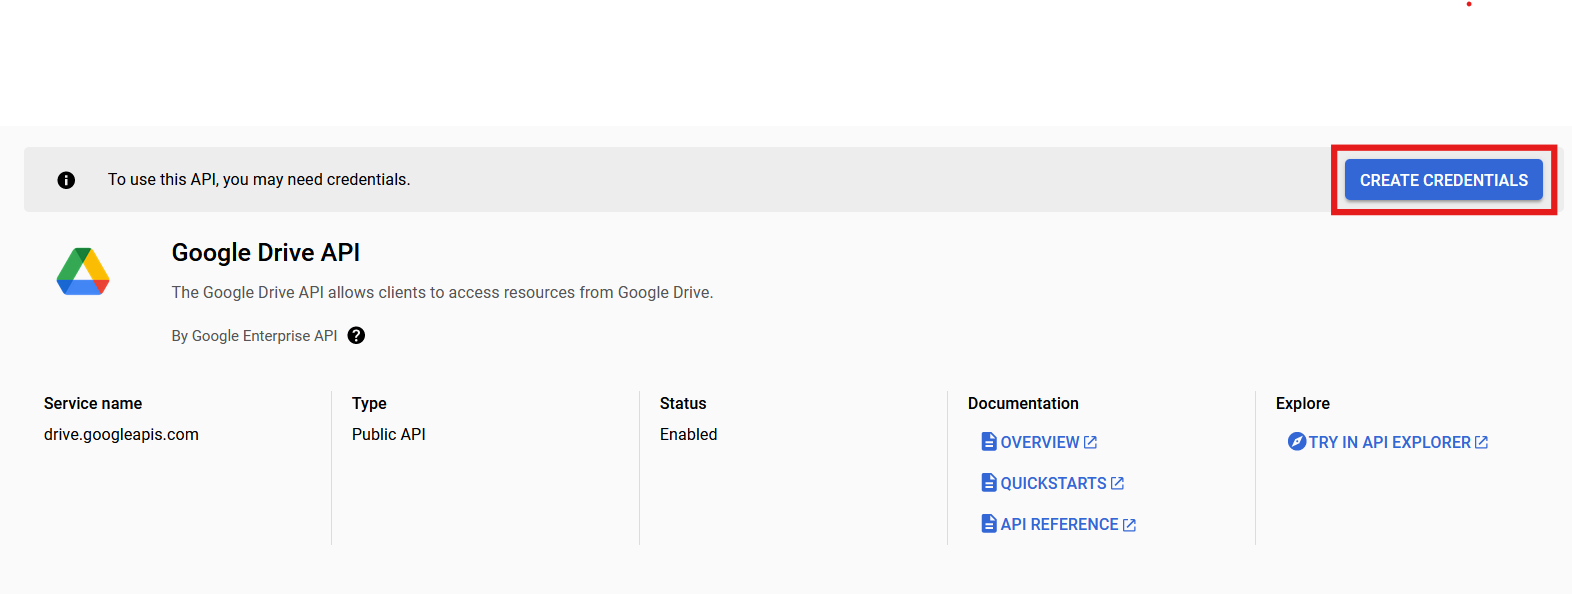 To use this API, you may need credentials.
CREATE CREDENTIALS
Google Drive API
The Google Drive API allows clients to access resources from Google Drive.
By Google Enterprise API
Service name
drive.googleapis.com
Type
Public API
Status
Enabled
Documentation
OVERVIEW
QUICKSTARTS
API REFERENCE
Explore
TRY IN API EXPLORER